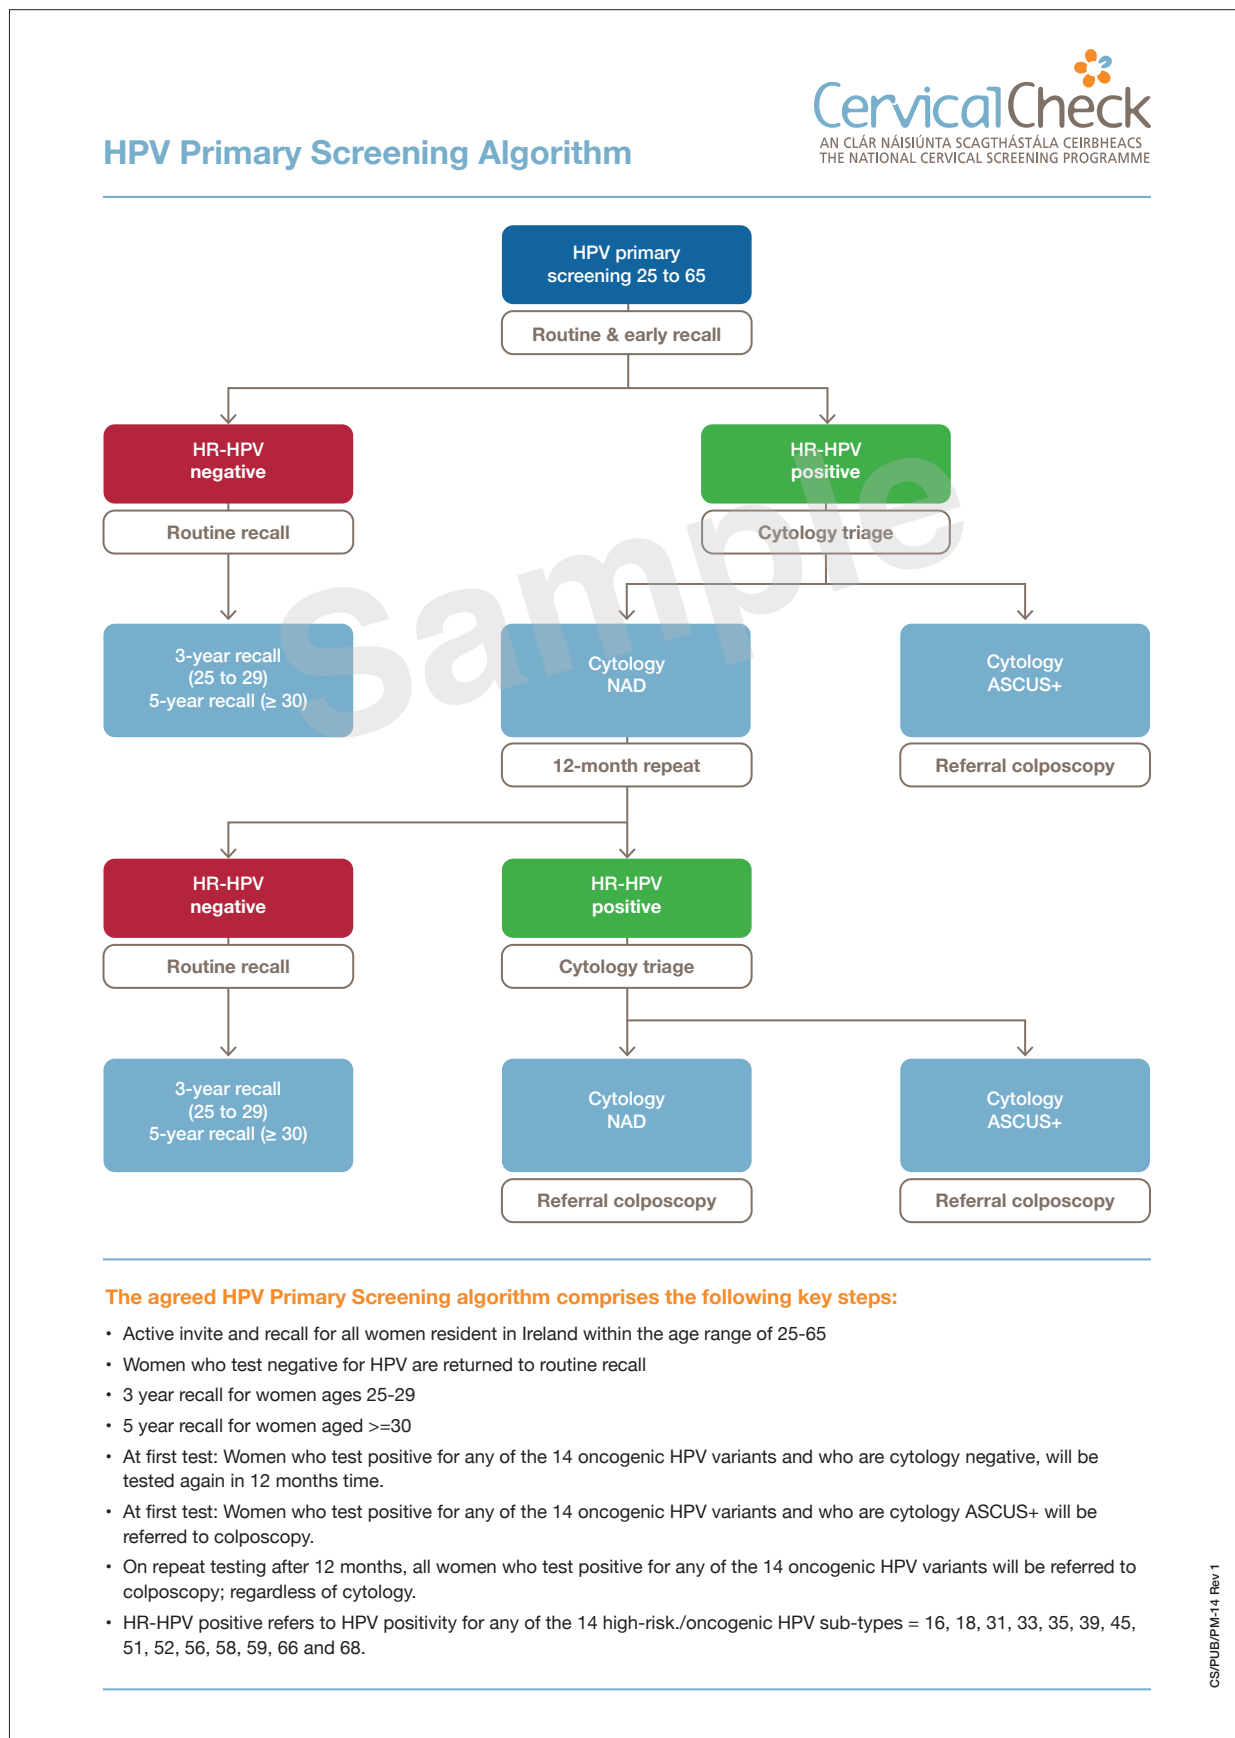 CervicalCheck
AN CLÁR NÁISIÚNTA SCAGTHÁSTÁLA CEIRBHEACS
THE NATIONAL CERVICAL SCREENING PROGRAMME
HPV Primary Screening Algorithm
HPV primary
screening 25 to 65
Routine & early recall
HR-HPV
negative
Routine recall
HR-HPV
positive
Cytology triage
Sample
3-year recall
(25 to 29)
5-year recall (≥ 30)
Cytology
NAD
12-month repeat
Cytology
ASCUS+
Referral colposcopy
HR-HPV
negative
Routine recall
HR-HPV
positive
Cytology triage
3-year recall
(25 to 29)
5-year recall (≥ 30)
Cytology
NAD
Referral colposcopy
Cytology
ASCUS+
Referral colposcopy
The agreed HPV Primary Screening algorithm comprises the following key steps:
• Active invite and recall for all women resident in Ireland within the age range of 25-65
• Women who test negative for HPV are returned to routine recall
• 3 year recall for women ages 25-29
• 5 year recall for women aged >=30
• At first test: Women who test positive for any of the 14 oncogenic HPV variants and who are cytology negative, will be
tested again in 12 months time.
• At first test: Women who test positive for any of the 14 oncogenic HPV variants and who are cytology ASCUS+ will be
referred to colposcopy.
• On repeat testing after 12 months, all women who test positive for any of the 14 oncogenic HPV variants will be referred to
colposcopy; regardless of cytology.
• HR-HPV positive refers to HPV positivity for any of the 14 high-risk./oncogenic HPV sub-types = 16, 18, 31, 33, 35, 39, 45,
51, 52, 56, 58, 59, 66 and 68.
CS/PUB/PM-14 Rev 1